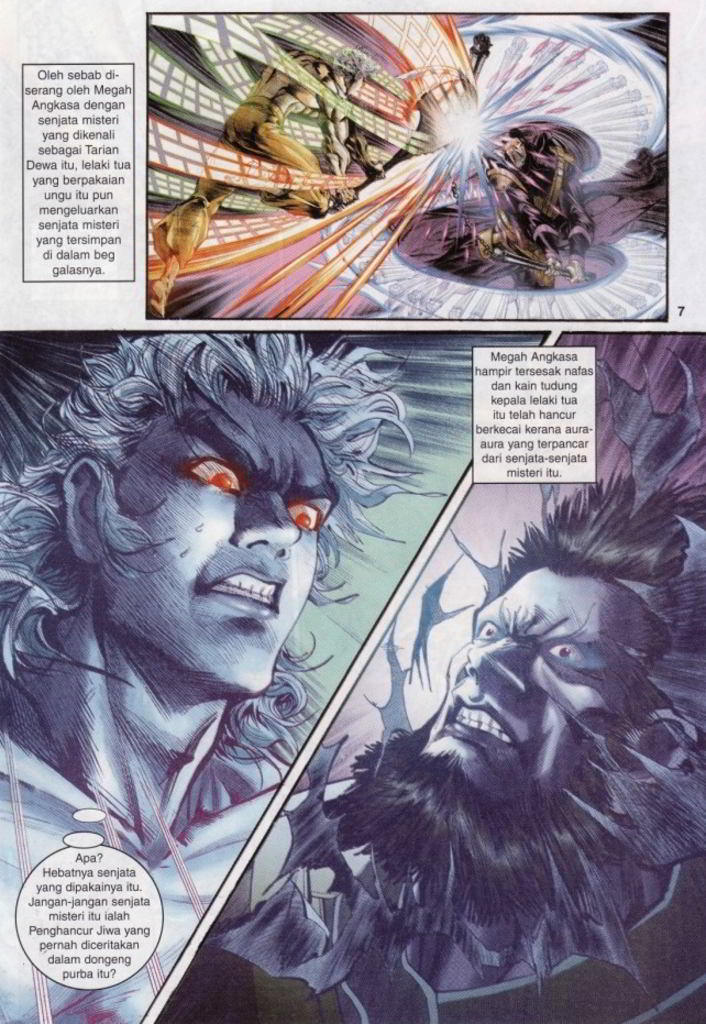 Oleh sebab di-
serang oleh Megah
Angkasa dengan
senjata misteri
yang dikenali
sebagai Tarian
Dewa itu, lelaki tua
yang berpakaian
ungu itu pun
mengeluarkan
senjata misteri
yang tersimpan
di dalam beg
galasnya.
7
Megah Angkasa
hampir tersesak nafas
dan kain tudung
kepala lelaki tua
itu telah hancur
berkecai kerana aura-
aura yang terpancar
dari senjata-senjata
misteri itu.
Apa?
Hebatnya senjata
yang dipakainya itu.
Jangan-jangan senjata
misteri itu ialah
Penghancur Jiwa yang
pernah diceritakan
dalam dongeng
purba itu?